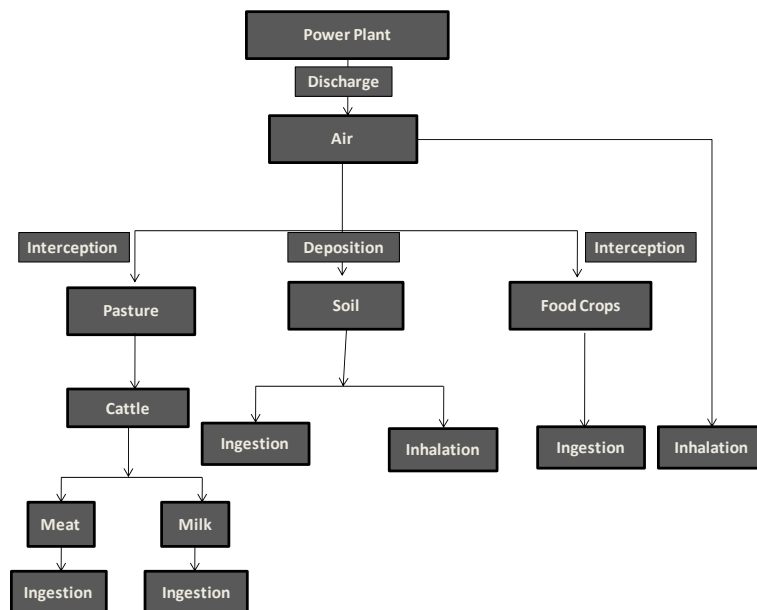 Power Plant
Discharge
Air
Interception
Deposition
Interception
Pasture
Soil
Food Crops
Cattle
Ingestion
Inhalation
Ingestion
Inhalation
Meat
Milk
Ingestion
Ingestion